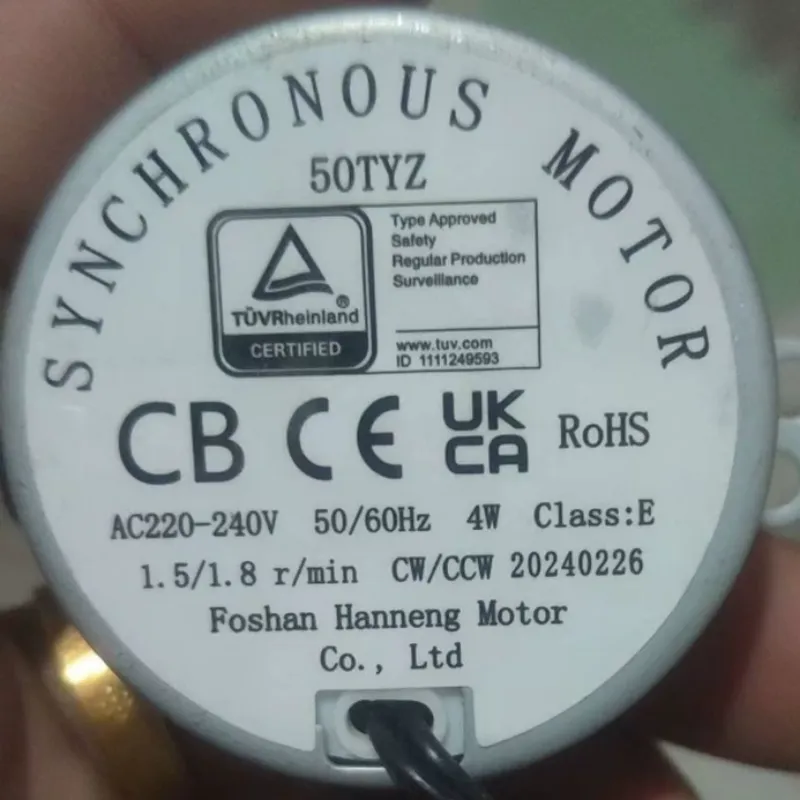 SYNCHRONOUS MOTOR
50TYZ
TÜVRheinland®
CERTIFIED
Type Approved
Safety
Regular Production
Surveillance
www.tuv.com
ID 1111249593
CB CE UK CA RoHS
AC220-240V 50/60Hz 4W Class:E
1.5/1.8 r/min CW/CCW 20240226
Foshan Hanneng Motor
Co., Ltd